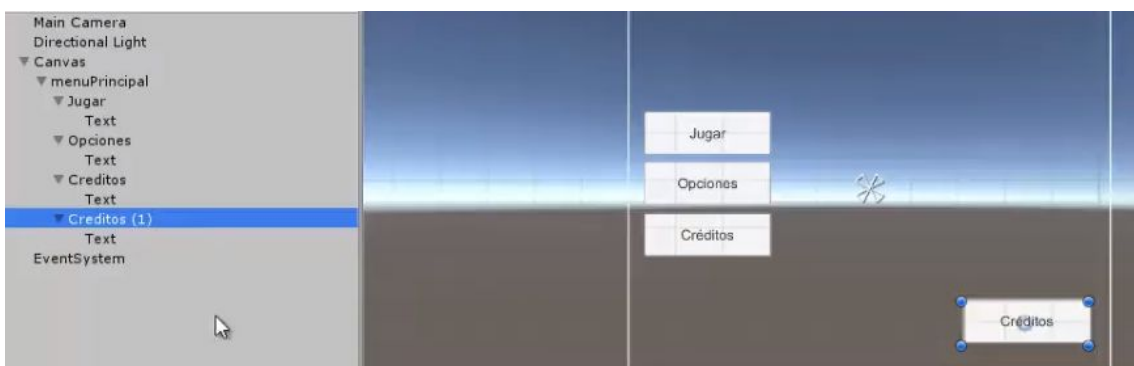 Main Camera
Directional Light
Canvas
menuPrincipal
Jugar
Text
Opciones
Text
Creditos
Text
Creditos (1)
Text
EventSystem
Jugar
Opciones
Créditos
Créditos